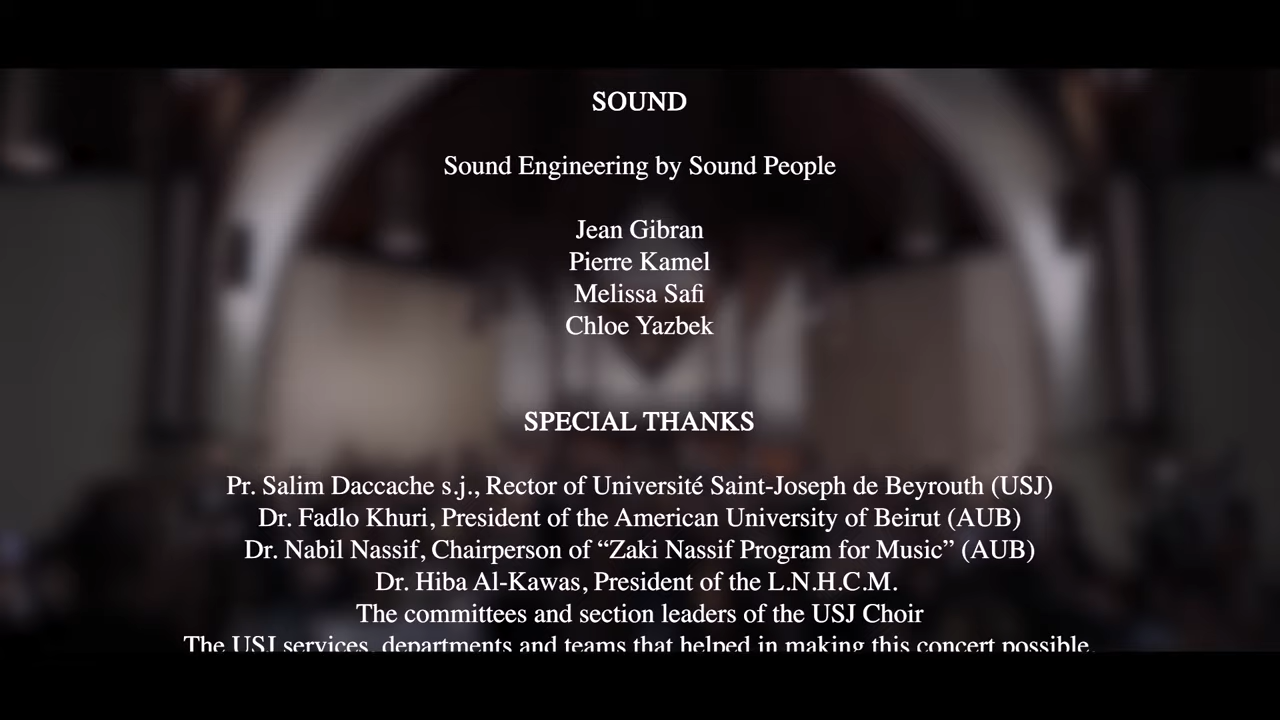 SOUND
Sound Engineering by Sound People
Jean Gibran
Pierre Kamel
Melissa Safi
Chloe Yazbek
SPECIAL THANKS
Pr. Salim Daccache s.j., Rector of Université Saint-Joseph de Beyrouth (USJ)
Dr. Fadlo Khuri, President of the American University of Beirut (AUB)
Dr. Nabil Nassif, Chairperson of “Zaki Nassif Program for Music” (AUB)
Dr. Hiba Al-Kawas, President of the L.N.H.C.M.
The committees and section leaders of the USJ Choir
The USJ services, departments and teams that helped in making this concert possible.